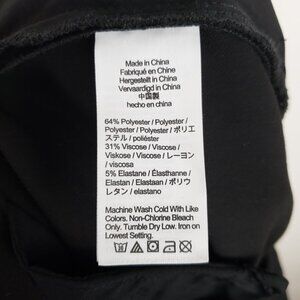 Made in China
Fabriqué en Chine
Hergestellt in China
Vervaardigd in China
中国製
hecho en China
64% Polyester / Polyester /
Polyester / Polyester / ポリエ
ステル / poliéster
31% Viscose / Viscose /
Viskose / Viscose / レーヨン
/ viscosa
5% Elastane / Élasthanne /
Elastan / Elastaan / ポリウ
レタン / elastano
Machine Wash Cold With Like
Colors. Non-Chlorine Bleach
Only. Tumble Dry Low. Iron on
Lowest Setting.